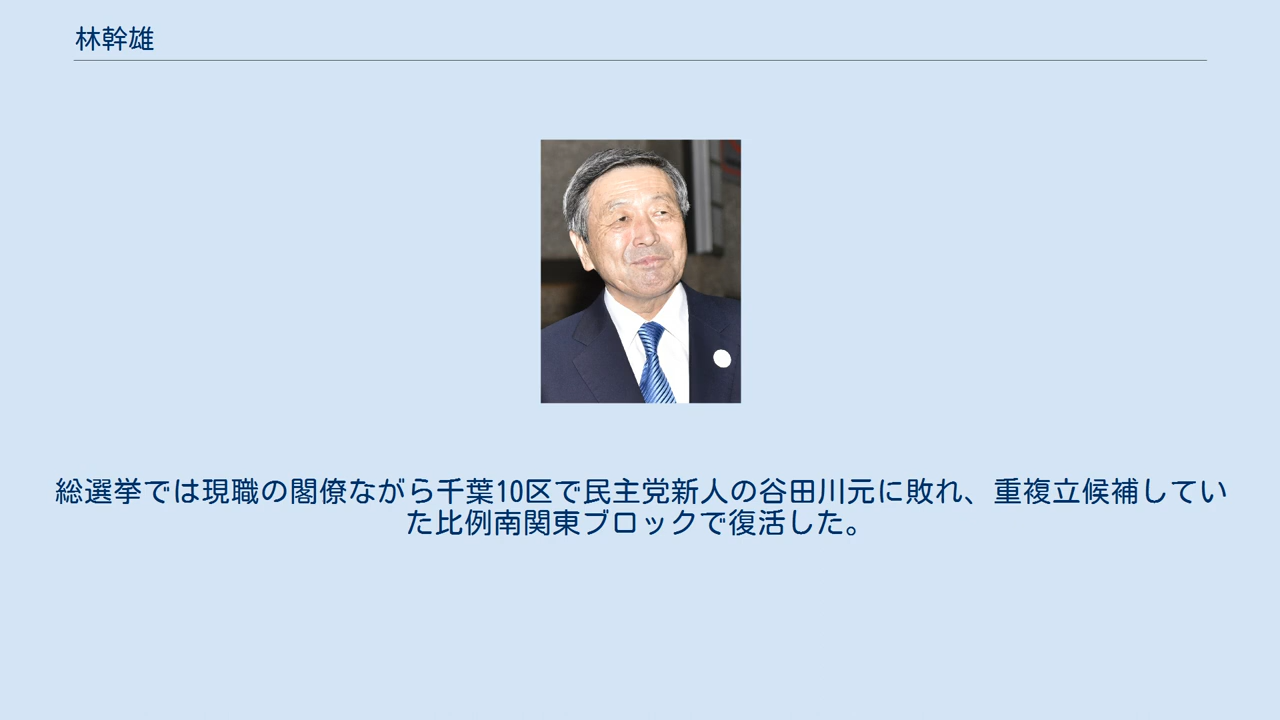 林幹雄
総選挙では現職の閣僚ながら千葉10区で民主党新人の谷田川元に敗れ、重複立候補してい
た比例南関東ブロックで復活した。